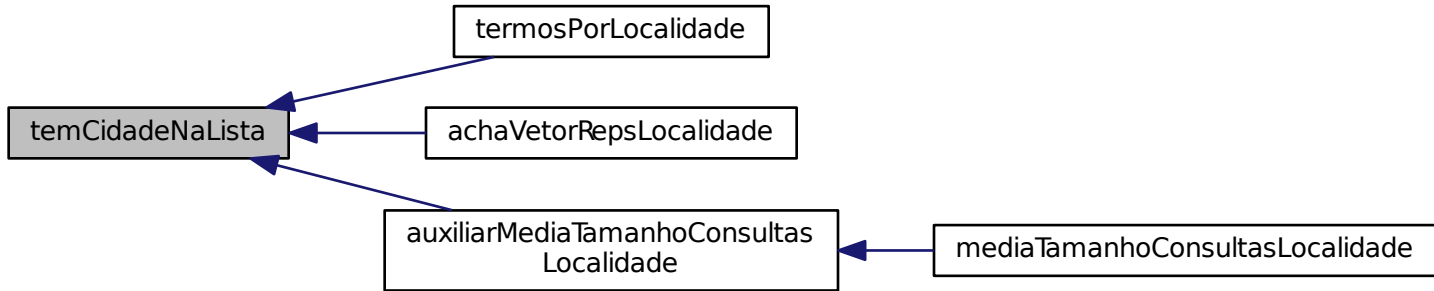 termosPorLocalidade
temCidadeNaLista
achaVetorRepsLocalidade
auxiliarMediaTamanhoConsultas
Localidade
mediaTamanhoConsultasLocalidade